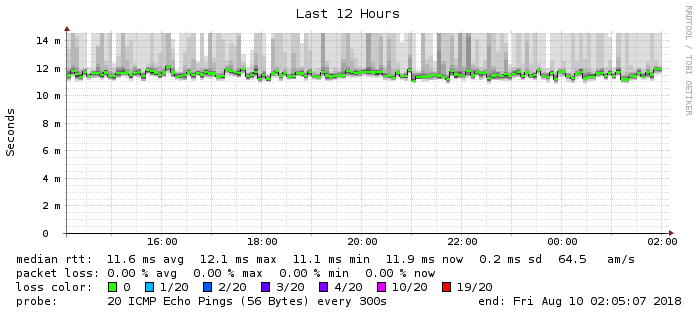 Last 12 Hours
RRDTOOL / TOBI OETIKER
Seconds
14 m
12 m
10 m
8 m
6 m
4 m
2 m
0
16:00 18:00 20:00 22:00 00:00 02:00
median rtt: 11.6 ms avg 12.1 ms max 11.1 ms min 11.9 ms now 0.2 ms sd 64.5 am/s
packet loss: 0.00 % avg 0.00 % max 0.00 % min 0.00 % now
loss color: 0 1/20 2/20 3/20 4/20 10/20 19/20
probe: 20 ICMP Echo Pings (56 Bytes) every 300s end: Fri Aug 10 02:05:07 2018